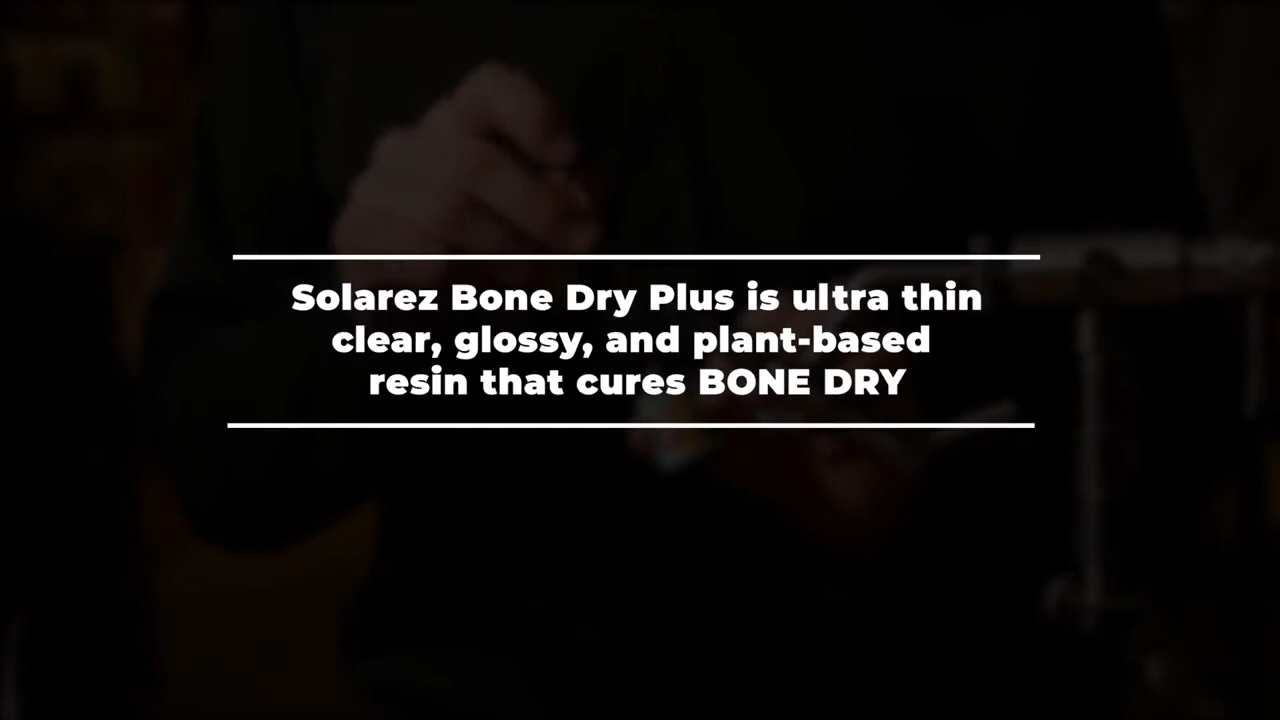 Solarez Bone Dry Plus is ultra thin
clear, glossy, and plant-based
resin that cures BONE DRY